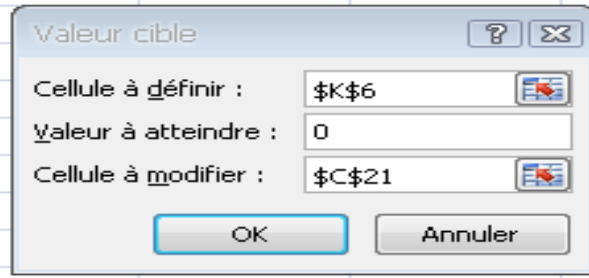 Valeur cible
Cellule à définir : $K$6
Valeur à atteindre : 0
Cellule à modifier : $C$21
OK Annuler